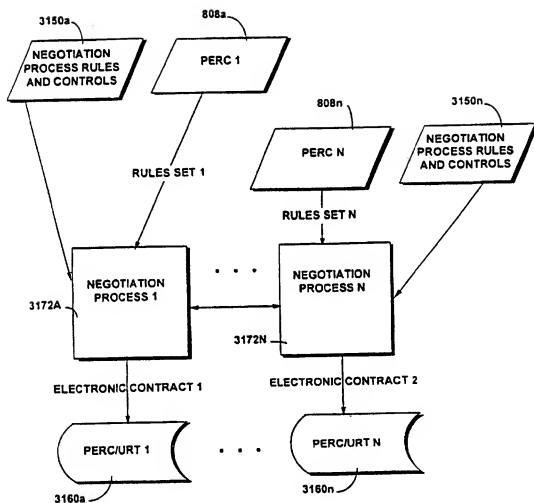 3150a
808a
NEGOTIATION
PROCESS RULES
AND CONTROLS
PERC 1
808n
3150n
PERC N
NEGOTIATION
PROCESS RULES
AND CONTROLS
RULES SET 1
RULES SET N
NEGOTIATION
PROCESS 1
. . .
NEGOTIATION
PROCESS N
3172A
3172N
ELECTRONIC CONTRACT 1
ELECTRONIC CONTRACT 2
PERC/URT 1
. . .
PERC/URT N
3160a
3160n